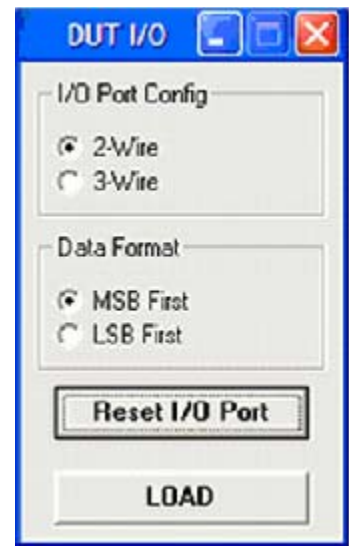 DUT I/O
I/O Port Config
2-Wire
3-Wire
Data Format
MSB First
LSB First
Reset I/O Port
LOAD